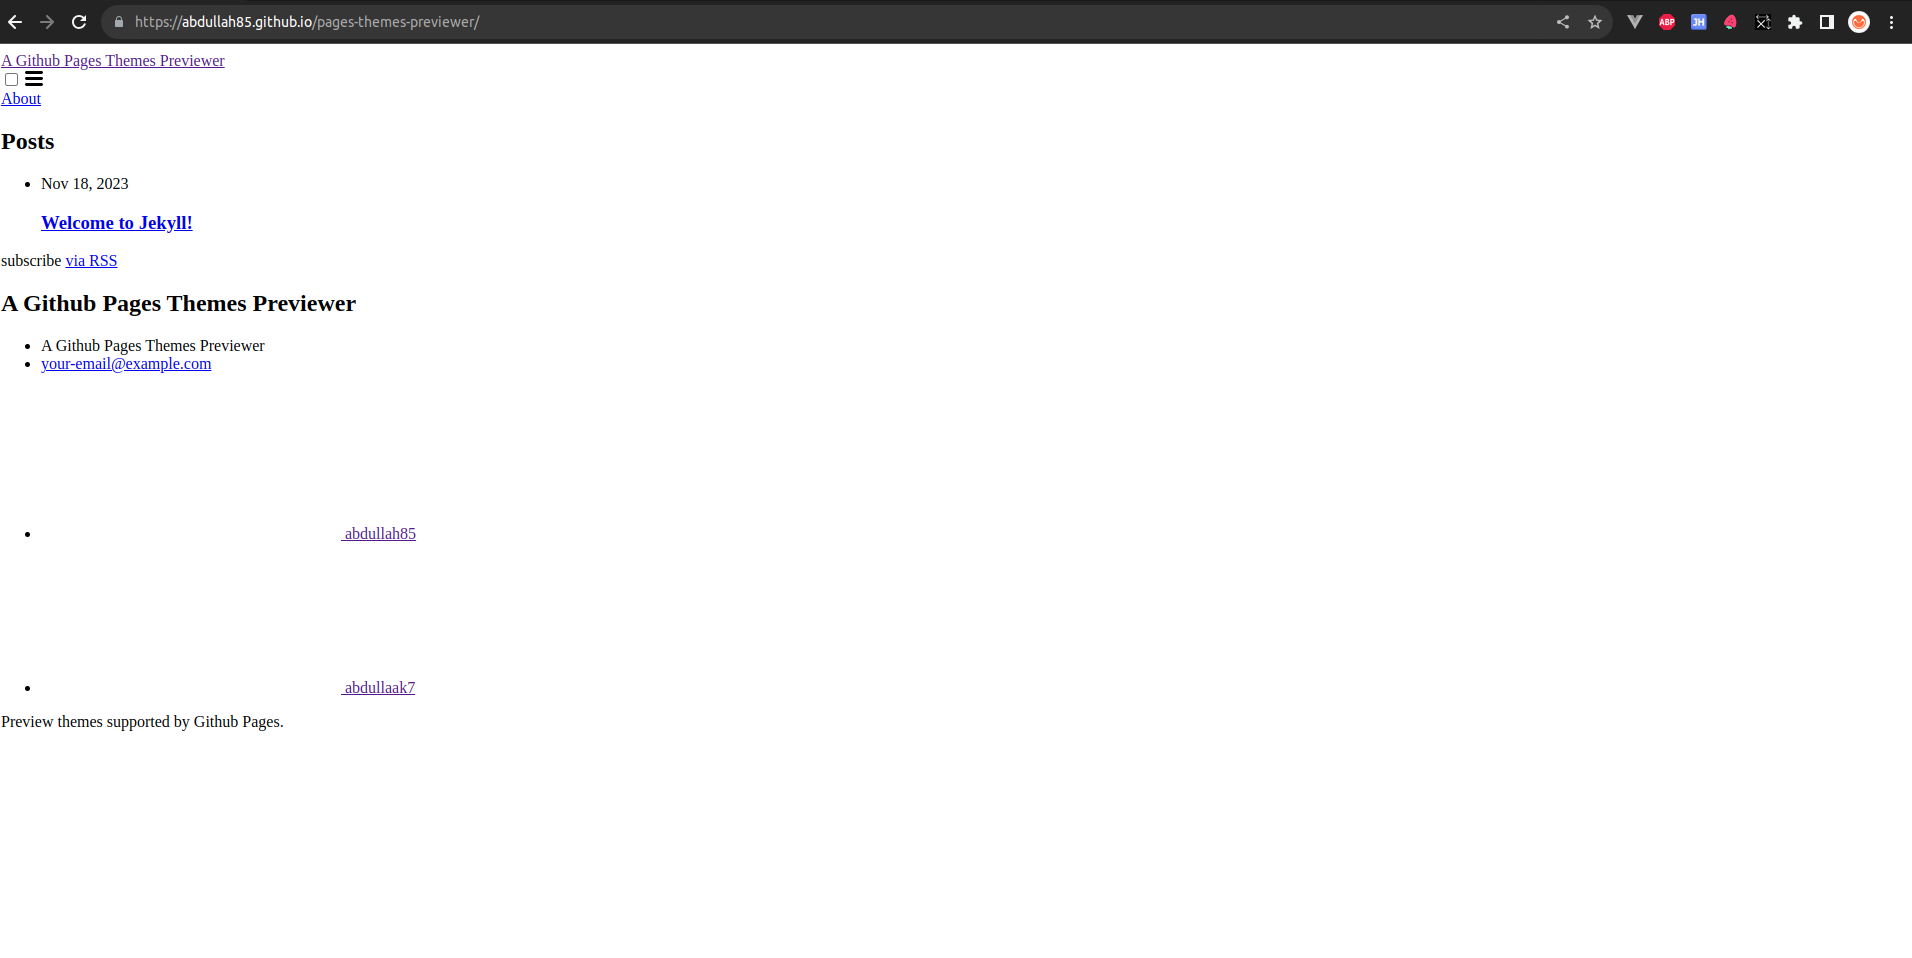 https://abdullah85.github.io/pages-themes-previewer/
ABP
JH
A Github Pages Themes Previewer
About
Posts
Nov 18, 2023
Welcome to Jekyll!
subscribe via RSS
A Github Pages Themes Previewer
A Github Pages Themes Previewer
your-email@example.com
abdullah85
abdullaak7
Preview themes supported by Github Pages.